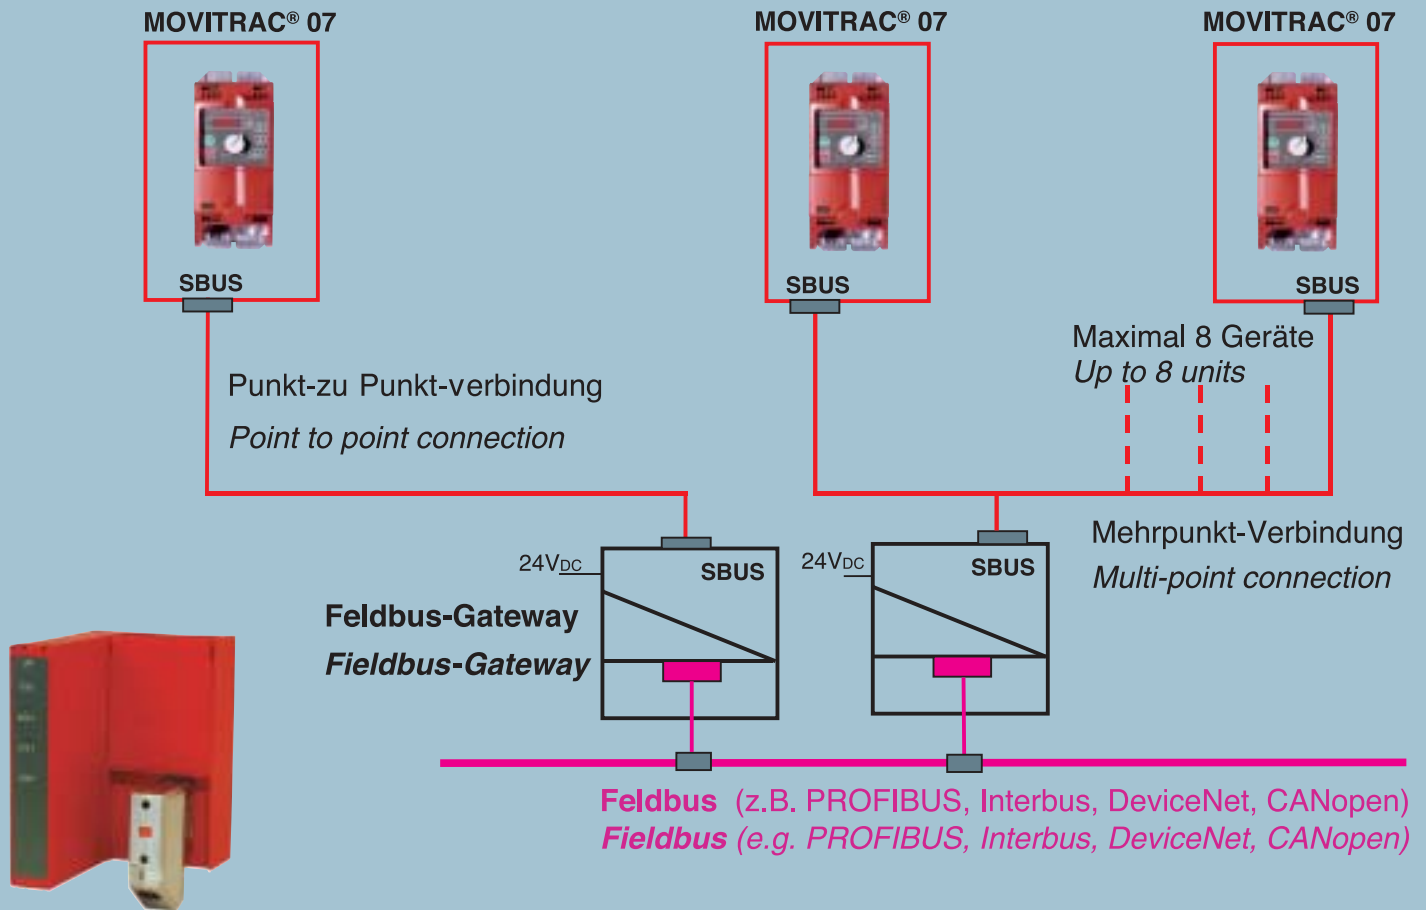 MOVITRAC® 07
MOVITRAC® 07
MOVITRAC® 07
SBUS
SBUS
SBUS
Maximal 8 Geräte
Up to 8 units
Punkt-zu Punkt-verbindung
Point to point connection
Mehrpunkt-Verbindung
Multi-point connection
24VDC
SBUS
24VDC
SBUS
Feldbus-Gateway
Fieldbus-Gateway
Feldbus (z.B. PROFIBUS, Interbus, DeviceNet, CANopen)
Fieldbus (e.g. PROFIBUS, Interbus, DeviceNet, CANopen)